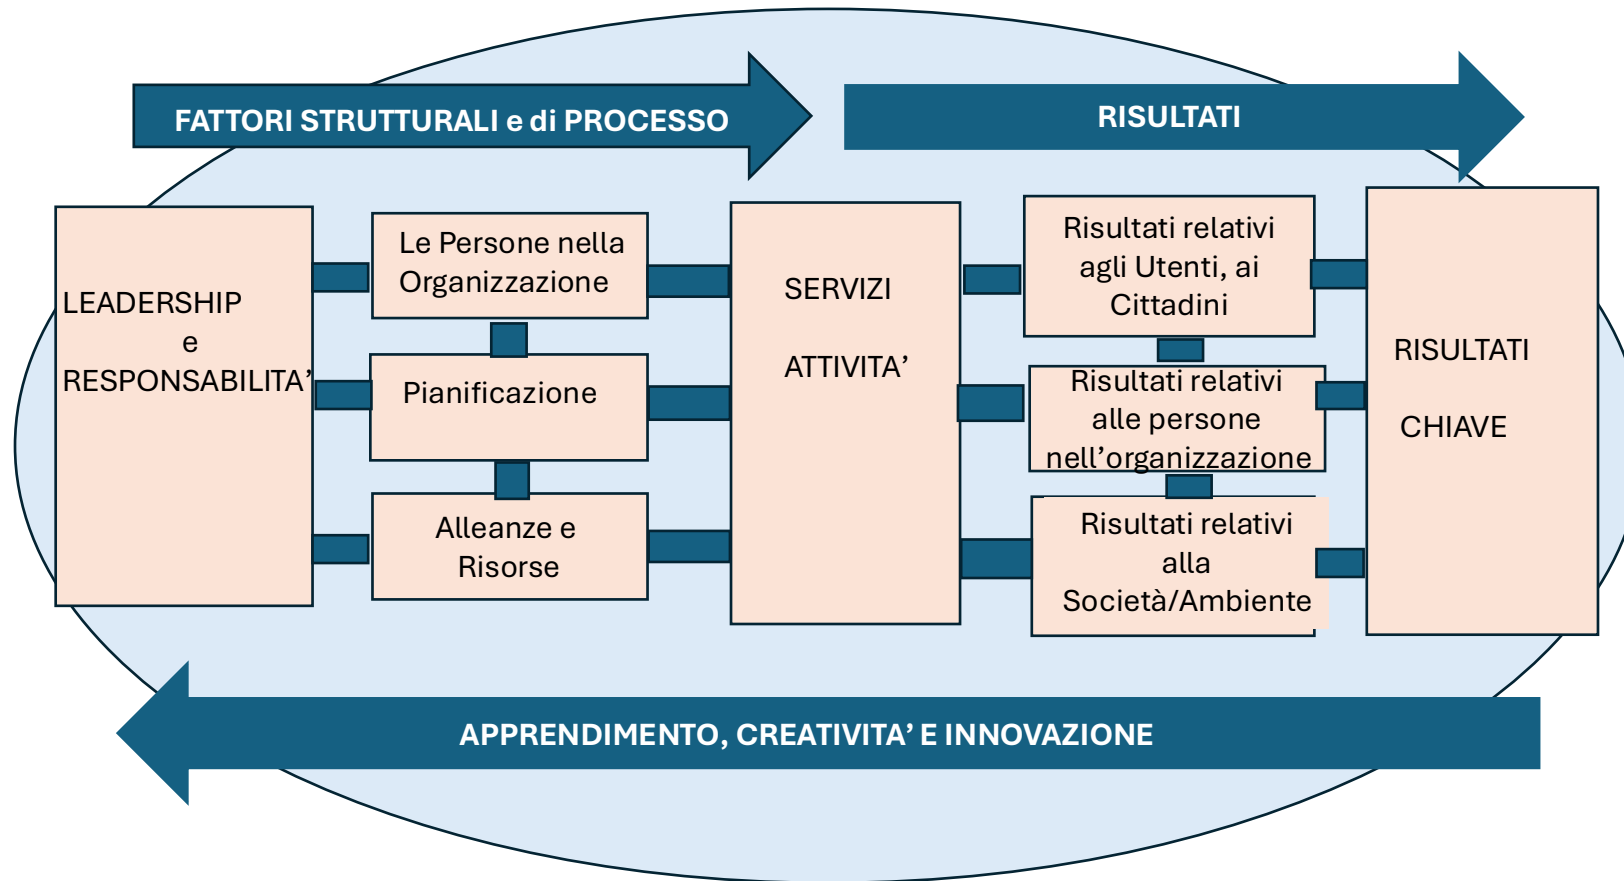 FATTORI STRUTTURALI e di PROCESSO
RISULTATI
LEADERSHIP
e
RESPONSABILITA’
Le Persone nella
Organizzazione
Pianificazione
Alleanze e
Risorse
SERVIZI
ATTIVITA’
Risultati relativi
agli Utenti, ai
Cittadini
Risultati relativi
alle persone
nell’organizzazione
Risultati relativi
alla
Società/Ambiente
RISULTATI
CHIAVE
APPRENDIMENTO, CREATIVITA’ E INNOVAZIONE